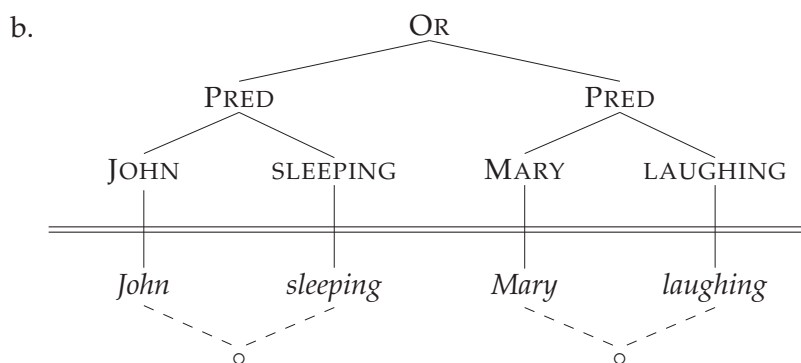 b.
OR
PRED PRED
JOHN SLEEPING MARY LAUGHING
John sleeping Mary laughing